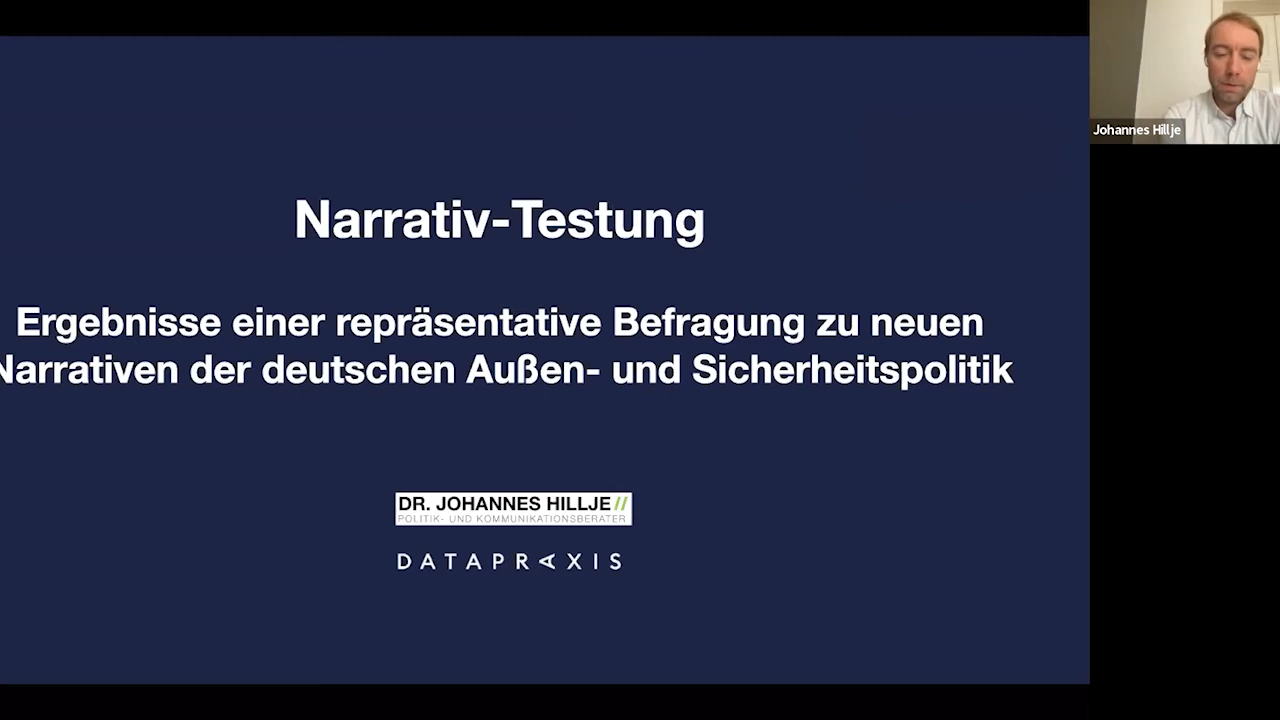 Narrativ-Testung
Ergebnisse einer repräsentative Befragung zu neuen
Narrativen der deutschen Außen- und Sicherheitspolitik
DR. JOHANNES HILLJE//
POLITIK- UND KOMMUNIKATIONSBERATER
DATAPRAXIS
Johannes Hillje